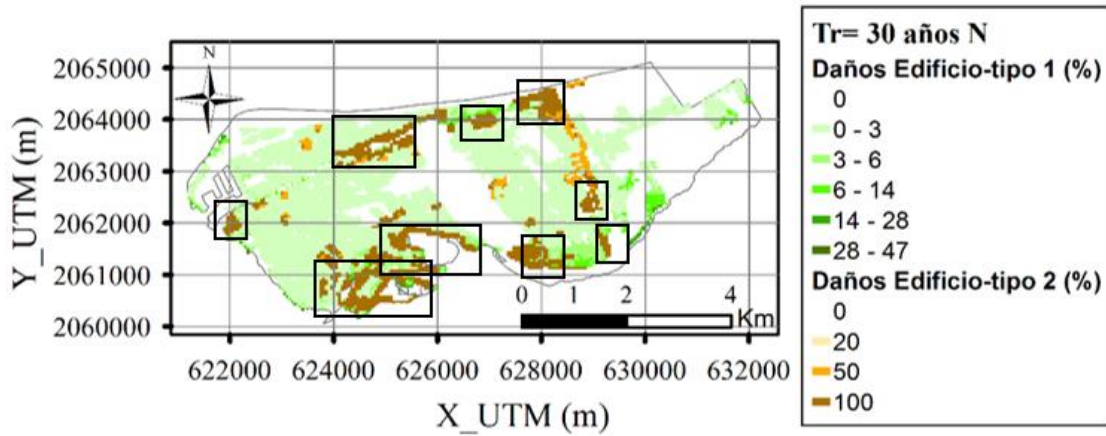 N
2065000
2064000
2063000
2062000
2061000
2060000
Y_UTM (m)
0 1 2 4
Km
622000 624000 626000 628000 630000 632000
X_UTM (m)
Tr= 30 años N
Daños Edificio-tipo 1 (%)
0
0 - 3
3 - 6
6 - 14
14 - 28
28 - 47
Daños Edificio-tipo 2 (%)
0
20
50
100